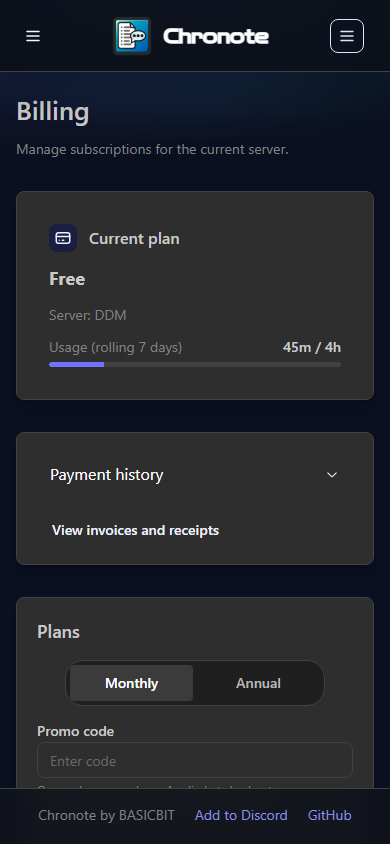 Chronote
Billing
Manage subscriptions for the current server.
Current plan
Free
Server: DDM
Usage (rolling 7 days) 45m / 4h
Payment history
View invoices and receipts
Plans
Monthly Annual
Promo code
Enter code
Chronote by BASICBIT Add to Discord GitHub